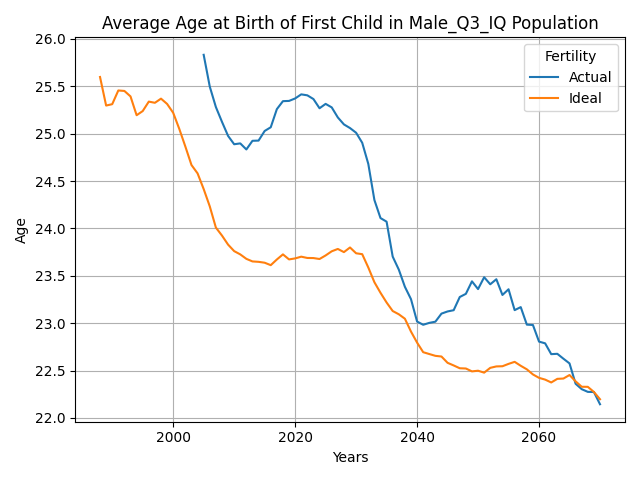 Average Age at Birth of First Child in Male_Q3_IQ Population
26.0
25.5
25.0
24.5
24.0
23.5
23.0
22.5
22.0
Age
Fertility
Actual
Ideal
2000
2020
2040
2060
Years